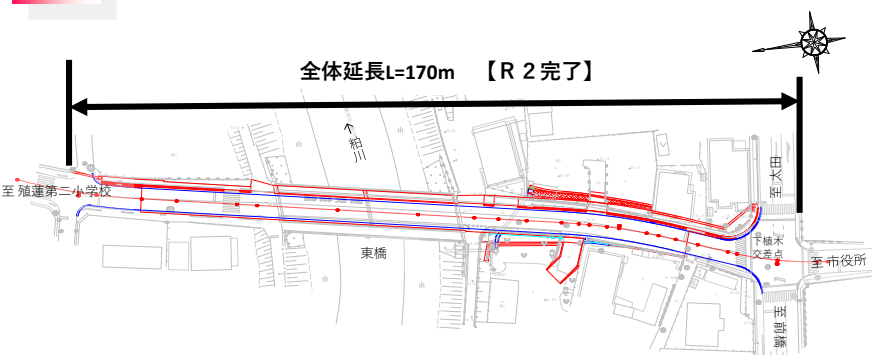 全体延長L=170m 【R2完了】
↑粕川
至 太田
至 殖蓮第二小学校
下植木
交差点
東橋
至 市役所
至 前橋